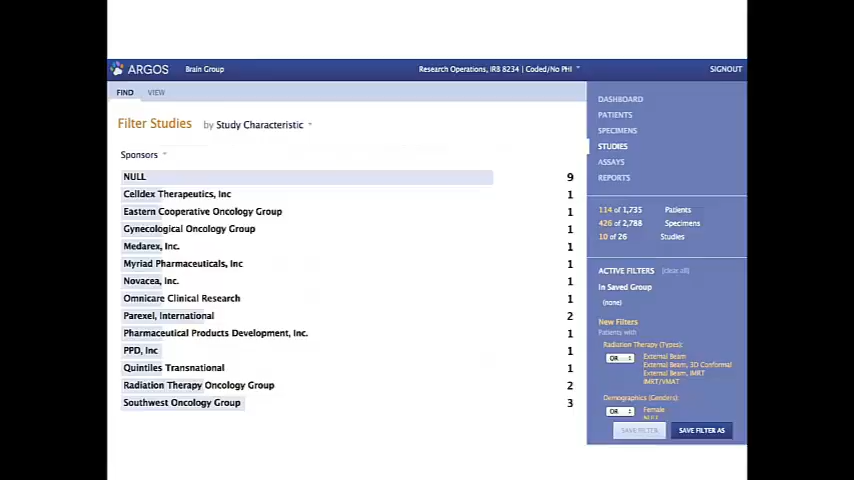 ARGOS Brain Group Research Operations, IRB 8234 | Coded/No PHI SIGNOUT
FIND VIEW
Filter Studies by Study Characteristic
Sponsors
NULL 9
Celldex Therapeutics, Inc 1
Eastern Cooperative Oncology Group 1
Gynecological Oncology Group 1
Medarex, Inc. 1
Myriad Pharmaceuticals, Inc 1
Novacea, Inc. 1
Omnicare Clinical Research 1
Parexel, International 2
Pharmaceutical Products Development, Inc. 1
PPD, Inc 1
Quintiles Transnational 1
Radiation Therapy Oncology Group 2
Southwest Oncology Group 3
DASHBOARD
PATIENTS
SPECIMENS
STUDIES
ASSAYS
REPORTS
114 of 1,735 Patients
426 of 2,788 Specimens
10 of 26 Studies
ACTIVE FILTERS (clear all)
In Saved Group
(none)
New Filters
Patients with
Radiation Therapy (Types):
OR External Beam
External Beam, 3D Conformal
External Beam, IMRT
IMRT/VMAT
Demographics (Genders):
OR Female
NULL
SAVE FILTER SAVE FILTER AS